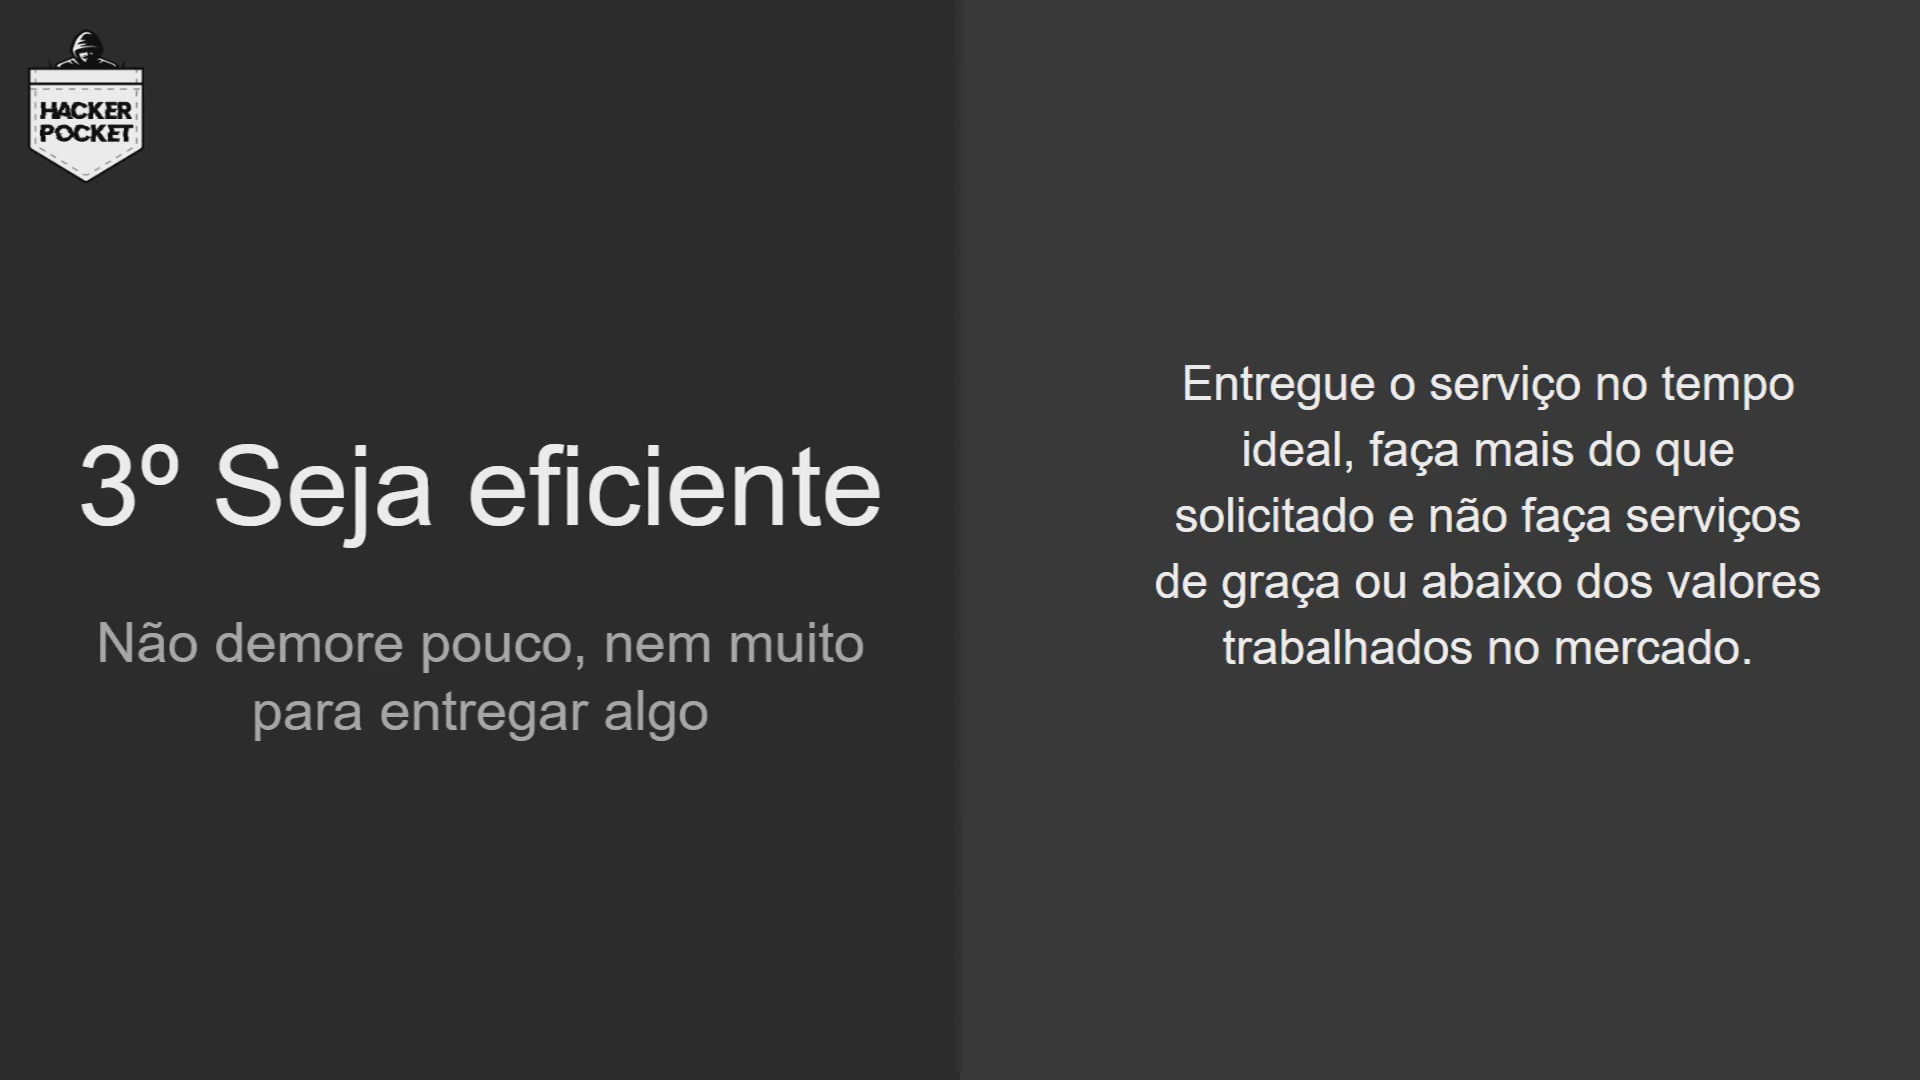 HACKER
POCKET
3º Seja eficiente
Não demore pouco, nem muito
para entregar algo
Entregue o serviço no tempo
ideal, faça mais do que
solicitado e não faça serviços
de graça ou abaixo dos valores
trabalhados no mercado.